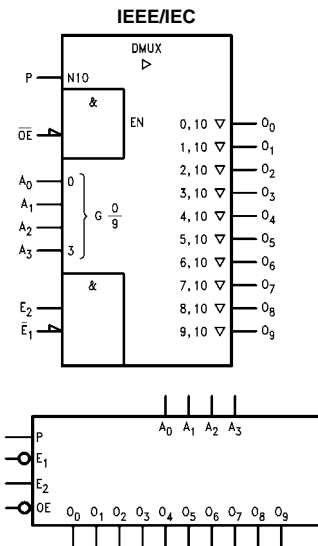 IEEE/IEC
DMUX
▷
P N10
&
EN
OE
0, 10 ▽ O0
1, 10 ▽ O1
2, 10 ▽ O2
3, 10 ▽ O3
4, 10 ▽ O4
5, 10 ▽ O5
6, 10 ▽ O6
7, 10 ▽ O7
8, 10 ▽ O8
9, 10 ▽ O9
A0 0
A1
A2
A3 3
G 0/9
&
E2
E̅1
A0 A1 A2 A3
P
E1
E2
OE
O0 O1 O2 O3 O4 O5 O6 O7 O8 O9